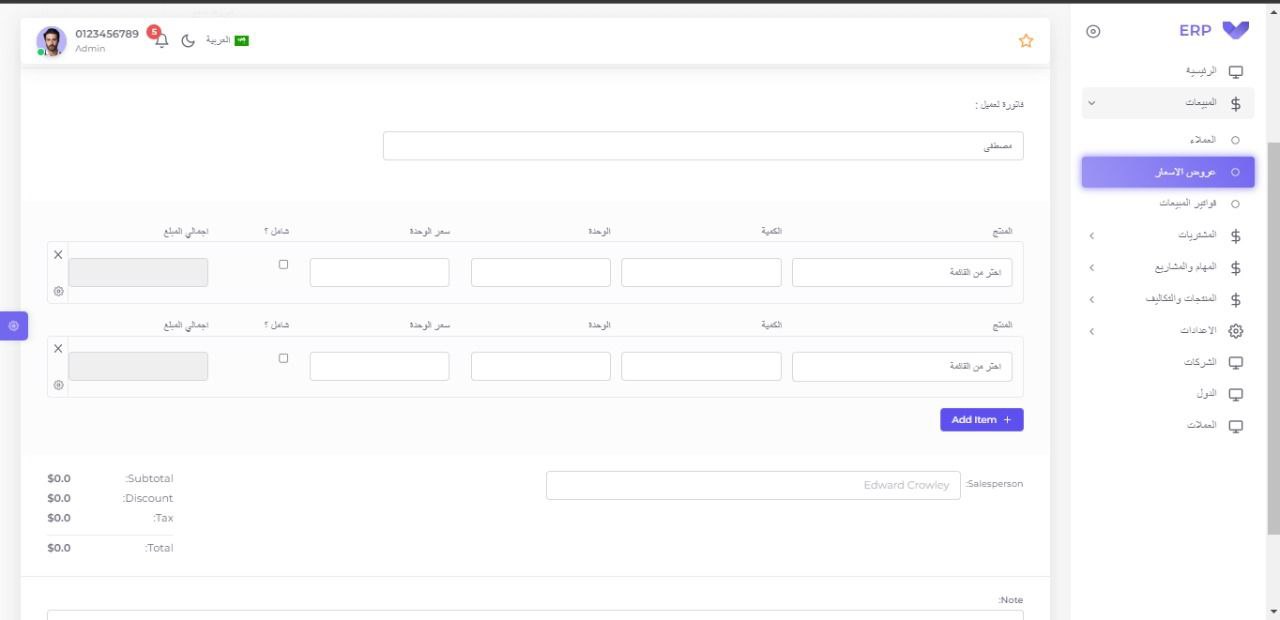 ERP
الرئيسية
المبيعات
العملاء
عروض الاسعار
فواتير المبيعات
المشتريات
المهام والمشاريع
المنتجات والتكاليف
الاعدادات
الشركات
الدول
العملات
0123456789
Admin
5
العربية
فاتورة لعميل :
مصطفى
المنتج الكمية الوحدة سعر الوحدة شامل ؟ اجمالي المبلغ
اختر من القائمة
المنتج الكمية الوحدة سعر الوحدة شامل ؟ اجمالي المبلغ
اختر من القائمة
Add Item +
Salesperson: Edward Crowley
Subtotal: $0.0
Discount: $0.0
Tax: $0.0
Total: $0.0
Note: